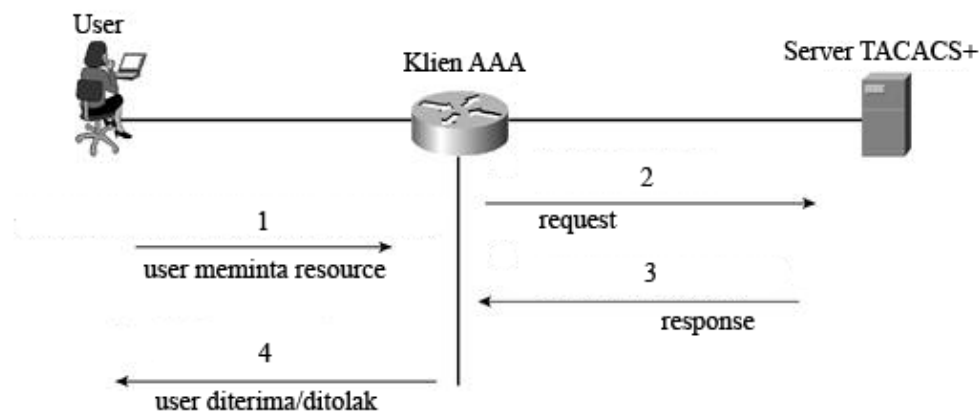 User
Klien AAA
Server TACACS+
1
user meminta resource
2
request
3
response
4
user diterima/ditolak